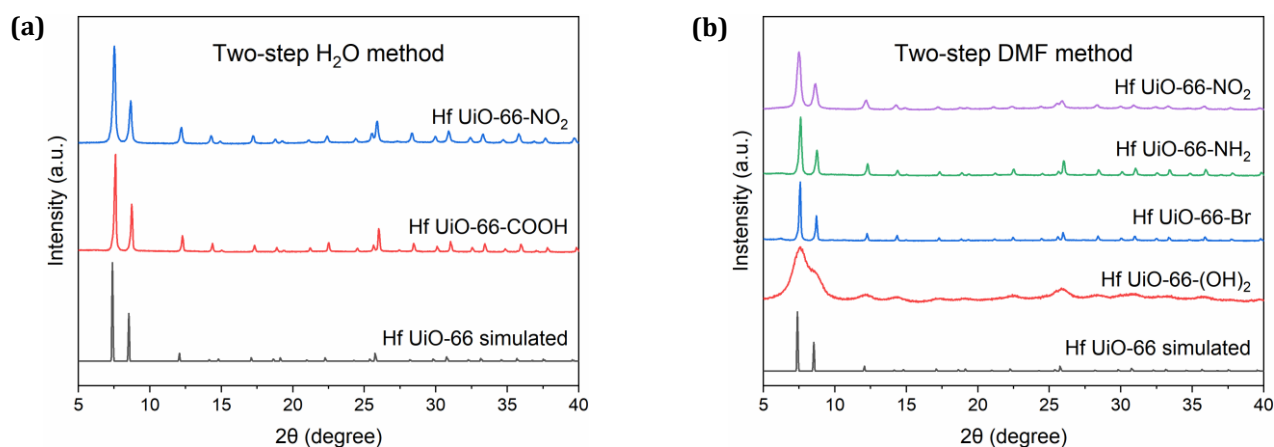 (a)
Two-step H₂O method
Hf UiO-66-NO₂
Hf UiO-66-COOH
Hf UiO-66 simulated
Intensity (a.u.)
5 10 15 20 25 30 35 40
2θ (degree)
(b)
Two-step DMF method
Hf UiO-66-NO₂
Hf UiO-66-NH₂
Hf UiO-66-Br
Hf UiO-66-(OH)₂
Hf UiO-66 simulated
Instensity (a.u.)
5 10 15 20 25 30 35 40
2θ (degree)